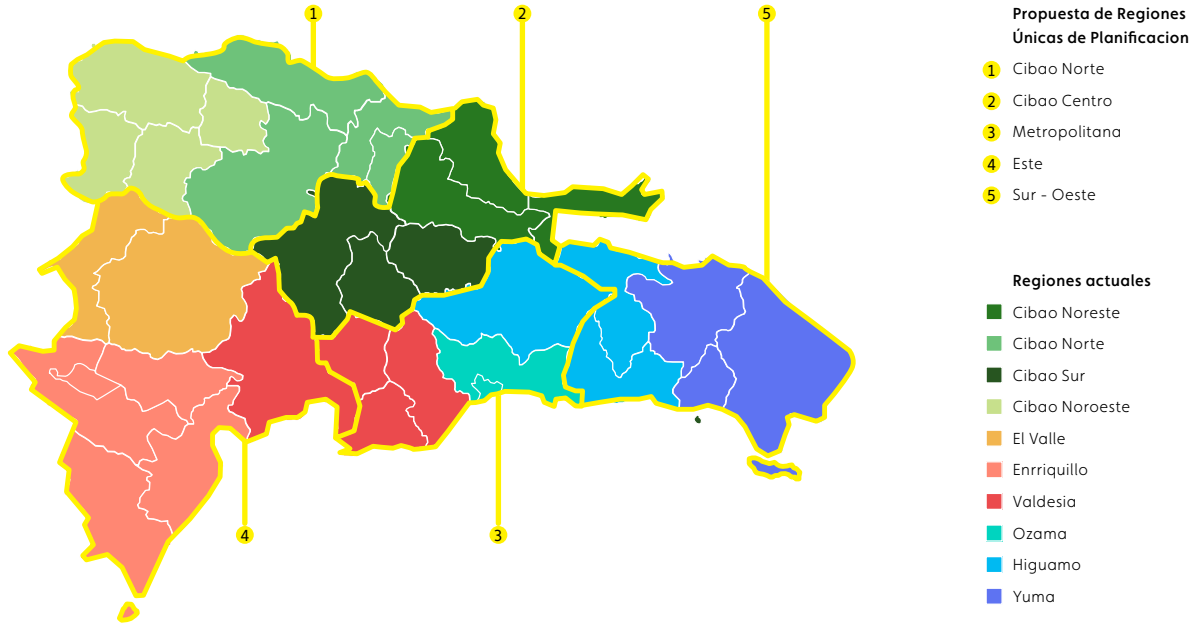 1
2
5
4
3
Propuesta de Regiones
Únicas de Planificacion
1 Cibao Norte
2 Cibao Centro
3 Metropolitana
4 Este
5 Sur - Oeste
Regiones actuales
Cibao Noreste
Cibao Norte
Cibao Sur
Cibao Noroeste
El Valle
Enrriquillo
Valdesia
Ozama
Higuamo
Yuma